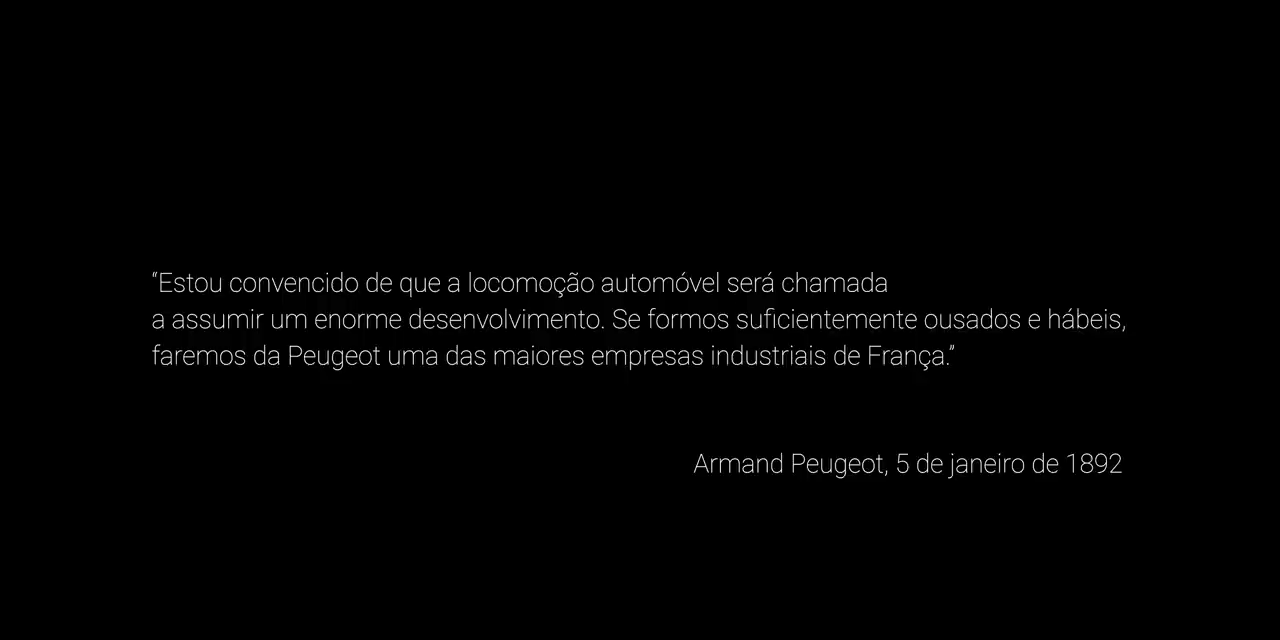 “Estou convencido de que a locomoção automóvel será chamada
a assumir um enorme desenvolvimento. Se formos suficientemente ousados e hábeis,
faremos da Peugeot uma das maiores empresas industriais de França.”
Armand Peugeot, 5 de janeiro de 1892